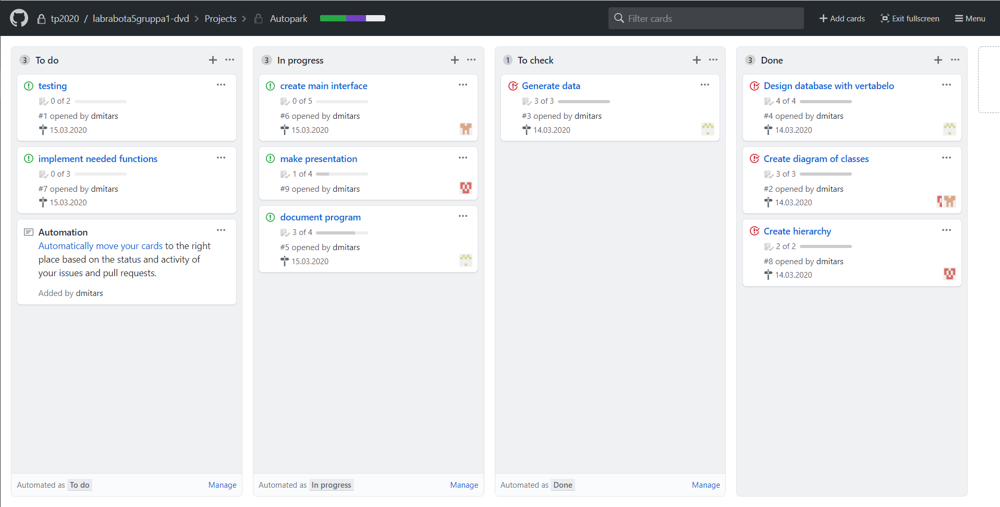 tp2020 / labrabota5gruppa1-dvd Projects Autopark
Filter cards
Add cards
Exit fullscreen
Menu
3 To do
testing
0 of 2
#1 opened by dmitars
15.03.2020
implement needed functions
0 of 3
#7 opened by dmitars
15.03.2020
Automation
Automatically move your cards to the right
place based on the status and activity of
your issues and pull requests.
Added by dmitars
Automated as To do
Manage
3 In progress
create main interface
0 of 5
#6 opened by dmitars
15.03.2020
make presentation
1 of 4
#9 opened by dmitars
document program
3 of 4
#5 opened by dmitars
15.03.2020
Automated as In progress
Manage
1 To check
Generate data
3 of 3
#3 opened by dmitars
14.03.2020
Automated as Done
Manage
3 Done
Design database with vertabelo
4 of 4
#4 opened by dmitars
14.03.2020
Create diagram of classes
3 of 3
#2 opened by dmitars
14.03.2020
Create hierarchy
2 of 2
#8 opened by dmitars
14.03.2020